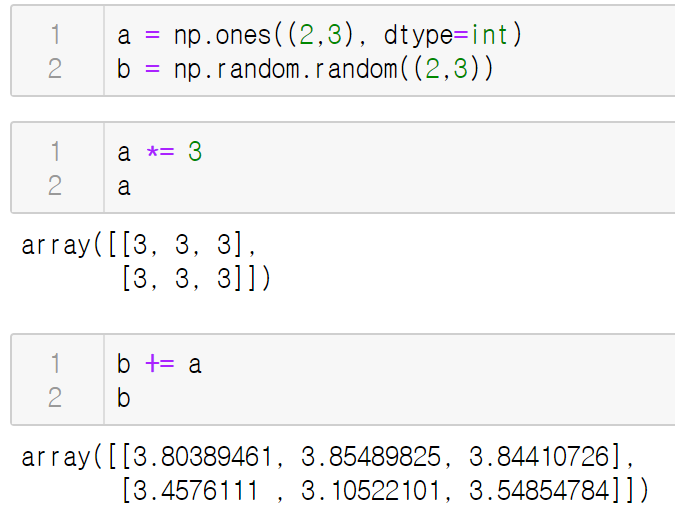 1 a = np.ones((2,3), dtype=int)
2 b = np.random.random((2,3))
1 a *= 3
2 a
array([[3, 3, 3],
[3, 3, 3]])
1 b += a
2 b
array([[3.80389461, 3.85489825, 3.84410726],
[3.4576111 , 3.10522101, 3.54854784]])